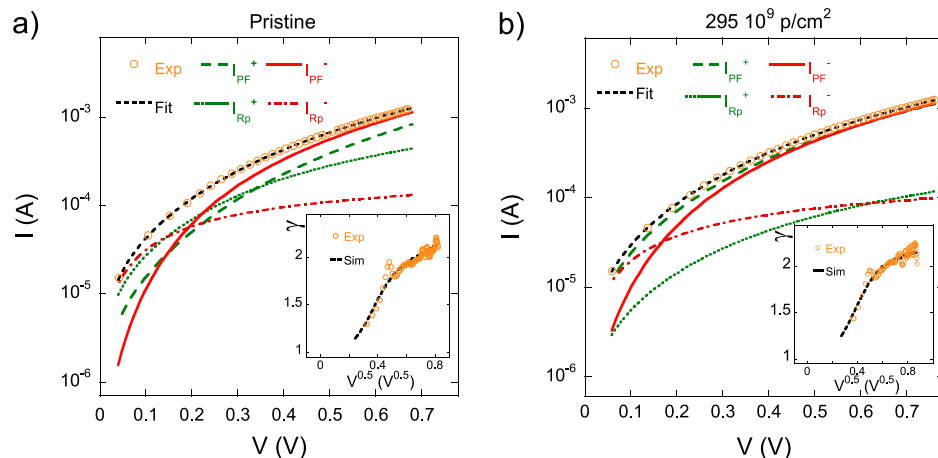 a)
Pristine
Exp
I_PF^+
I_PF^-
Fit
I_Rp^+
I_Rp^-
10^-3
10^-4
10^-5
10^-6
I (A)
γ
Exp
Sim
2
1.5
1
0 0.4 0.8
V^0.5 (V^0.5)
0 0.1 0.2 0.3 0.4 0.5 0.6 0.7
V (V)
b)
295 10^9 p/cm^2
Exp
I_PF^+
I_PF^-
Fit
I_Rp^+
I_Rp^-
10^-3
10^-4
10^-5
10^-6
I (A)
γ
Exp
Sim
2
1.5
1
0 0.4 0.8
V^0.5 (V^0.5)
0 0.1 0.2 0.3 0.4 0.5 0.6 0.7
V (V)